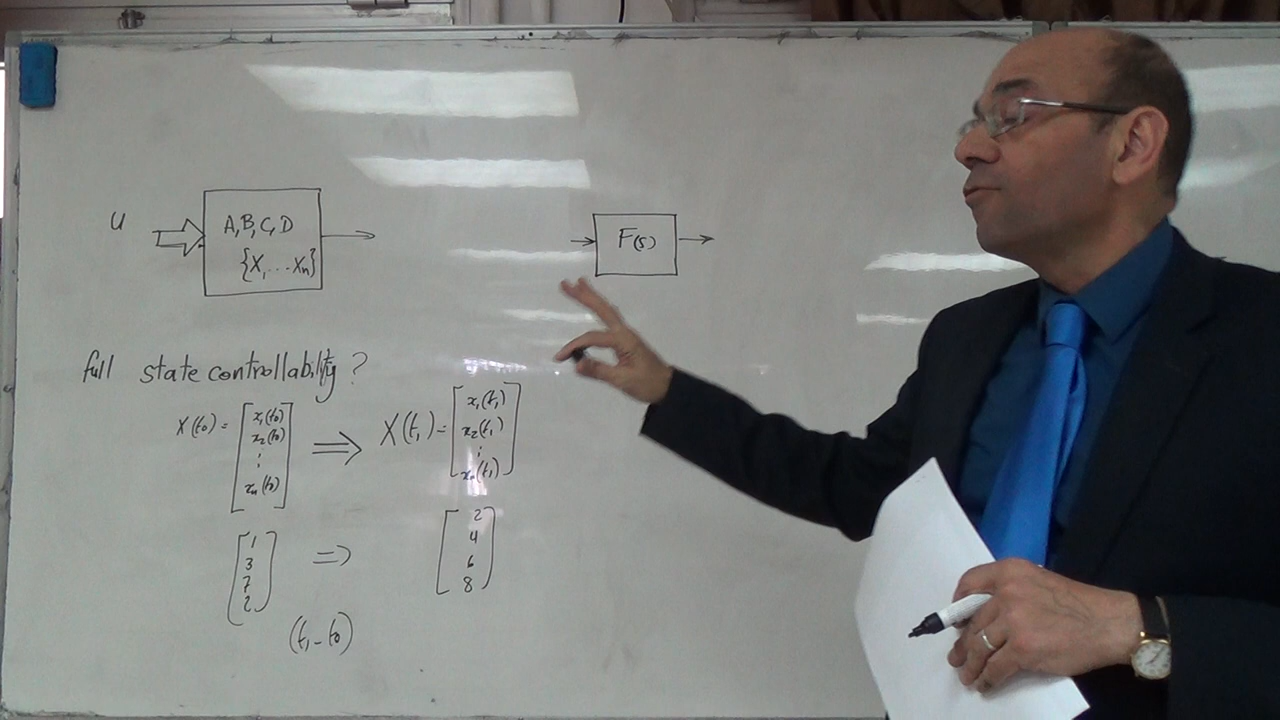 U
A,B,C,D
{X, ... Xn}
F(s)
full state controllability?
X(t0) = [x1(t0) x2(t0) ⋮ xn(t0)] ⟹ X(t1) = [x1(t1) x2(t1) ⋮ xn(t1)]
[1 3 7 2] ⟹ [2 4 6 8]
(t1 - t0)